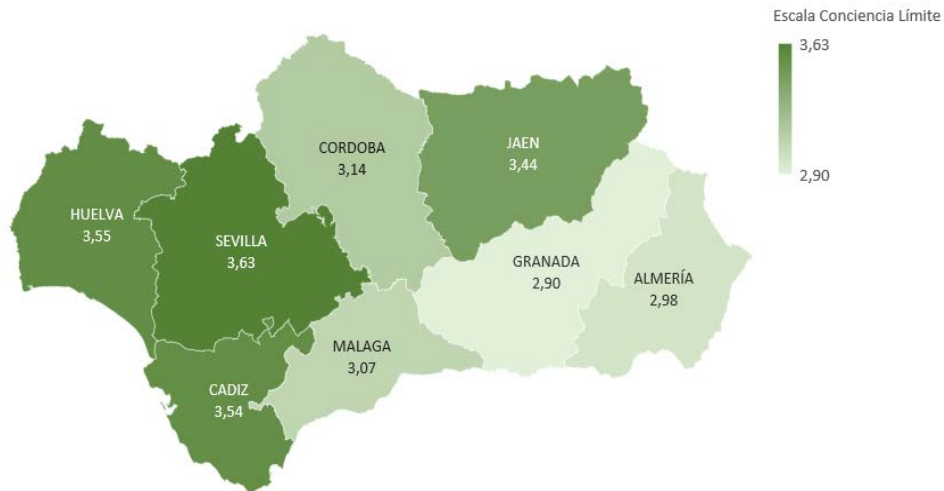 Escala Conciencia Límite
3,63
2,90
CORDOBA
3,14
JAEN
3,44
HUELVA
3,55
SEVILLA
3,63
GRANADA
2,90
ALMERÍA
2,98
MALAGA
3,07
CADIZ
3,54